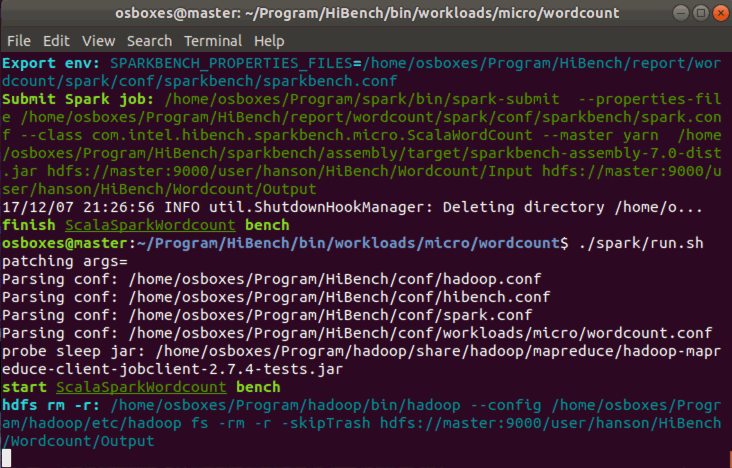 osboxes@master: ~/Program/HiBench/bin/workloads/micro/wordcount
File Edit View Search Terminal Help
Export env: SPARKBENCH_PROPERTIES_FILES=/home/osboxes/Program/HiBench/report/wor
dcount/spark/conf/sparkbench/sparkbench.conf
Submit Spark job: /home/osboxes/Program/spark/bin/spark-submit  --properties-fil
e /home/osboxes/Program/HiBench/report/wordcount/spark/conf/sparkbench/spark.con
f --class com.intel.hibench.sparkbench.micro.ScalaWordCount --master yarn  /home
/osboxes/Program/HiBench/sparkbench/assembly/target/sparkbench-assembly-7.0-dist
.jar hdfs://master:9000/user/hanson/HiBench/Wordcount/Input hdfs://master:9000/u
ser/hanson/HiBench/Wordcount/Output
17/12/07 21:26:56 INFO util.ShutdownHookManager: Deleting directory /home/o...
finish ScalaSparkWordcount bench
osboxes@master:~/Program/HiBench/bin/workloads/micro/wordcount$ ./spark/run.sh
patching args=
Parsing conf: /home/osboxes/Program/HiBench/conf/hadoop.conf
Parsing conf: /home/osboxes/Program/HiBench/conf/hibench.conf
Parsing conf: /home/osboxes/Program/HiBench/conf/spark.conf
Parsing conf: /home/osboxes/Program/HiBench/conf/workloads/micro/wordcount.conf
probe sleep jar: /home/osboxes/Program/hadoop/share/hadoop/mapreduce/hadoop-mapr
educe-client-jobclient-2.7.4-tests.jar
start ScalaSparkWordcount bench
hdfs rm -r: /home/osboxes/Program/hadoop/bin/hadoop --config /home/osboxes/Progr
am/hadoop/etc/hadoop fs -rm -r -skipTrash hdfs://master:9000/user/hanson/HiBench
/Wordcount/Output